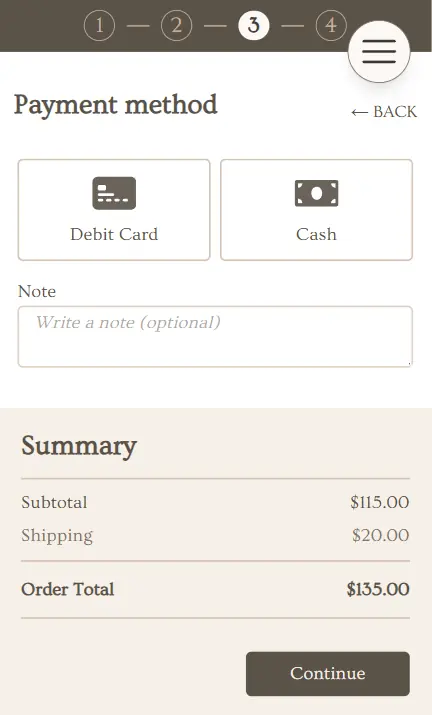 1 2 3 4
Payment method
← BACK
Debit Card Cash
Note
Write a note (optional)
Summary
Subtotal $115.00
Shipping $20.00
Order Total $135.00
Continue